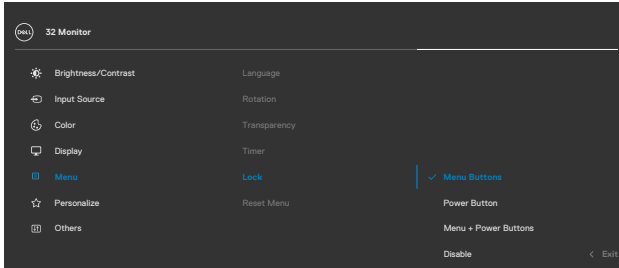 DELL 32 Monitor
Brightness/Contrast Language
Input Source Rotation
Color Transparency
Display Timer
Menu Lock Menu Buttons
Personalize Reset Menu Power Button
Others Menu + Power Buttons
Disable < Exit